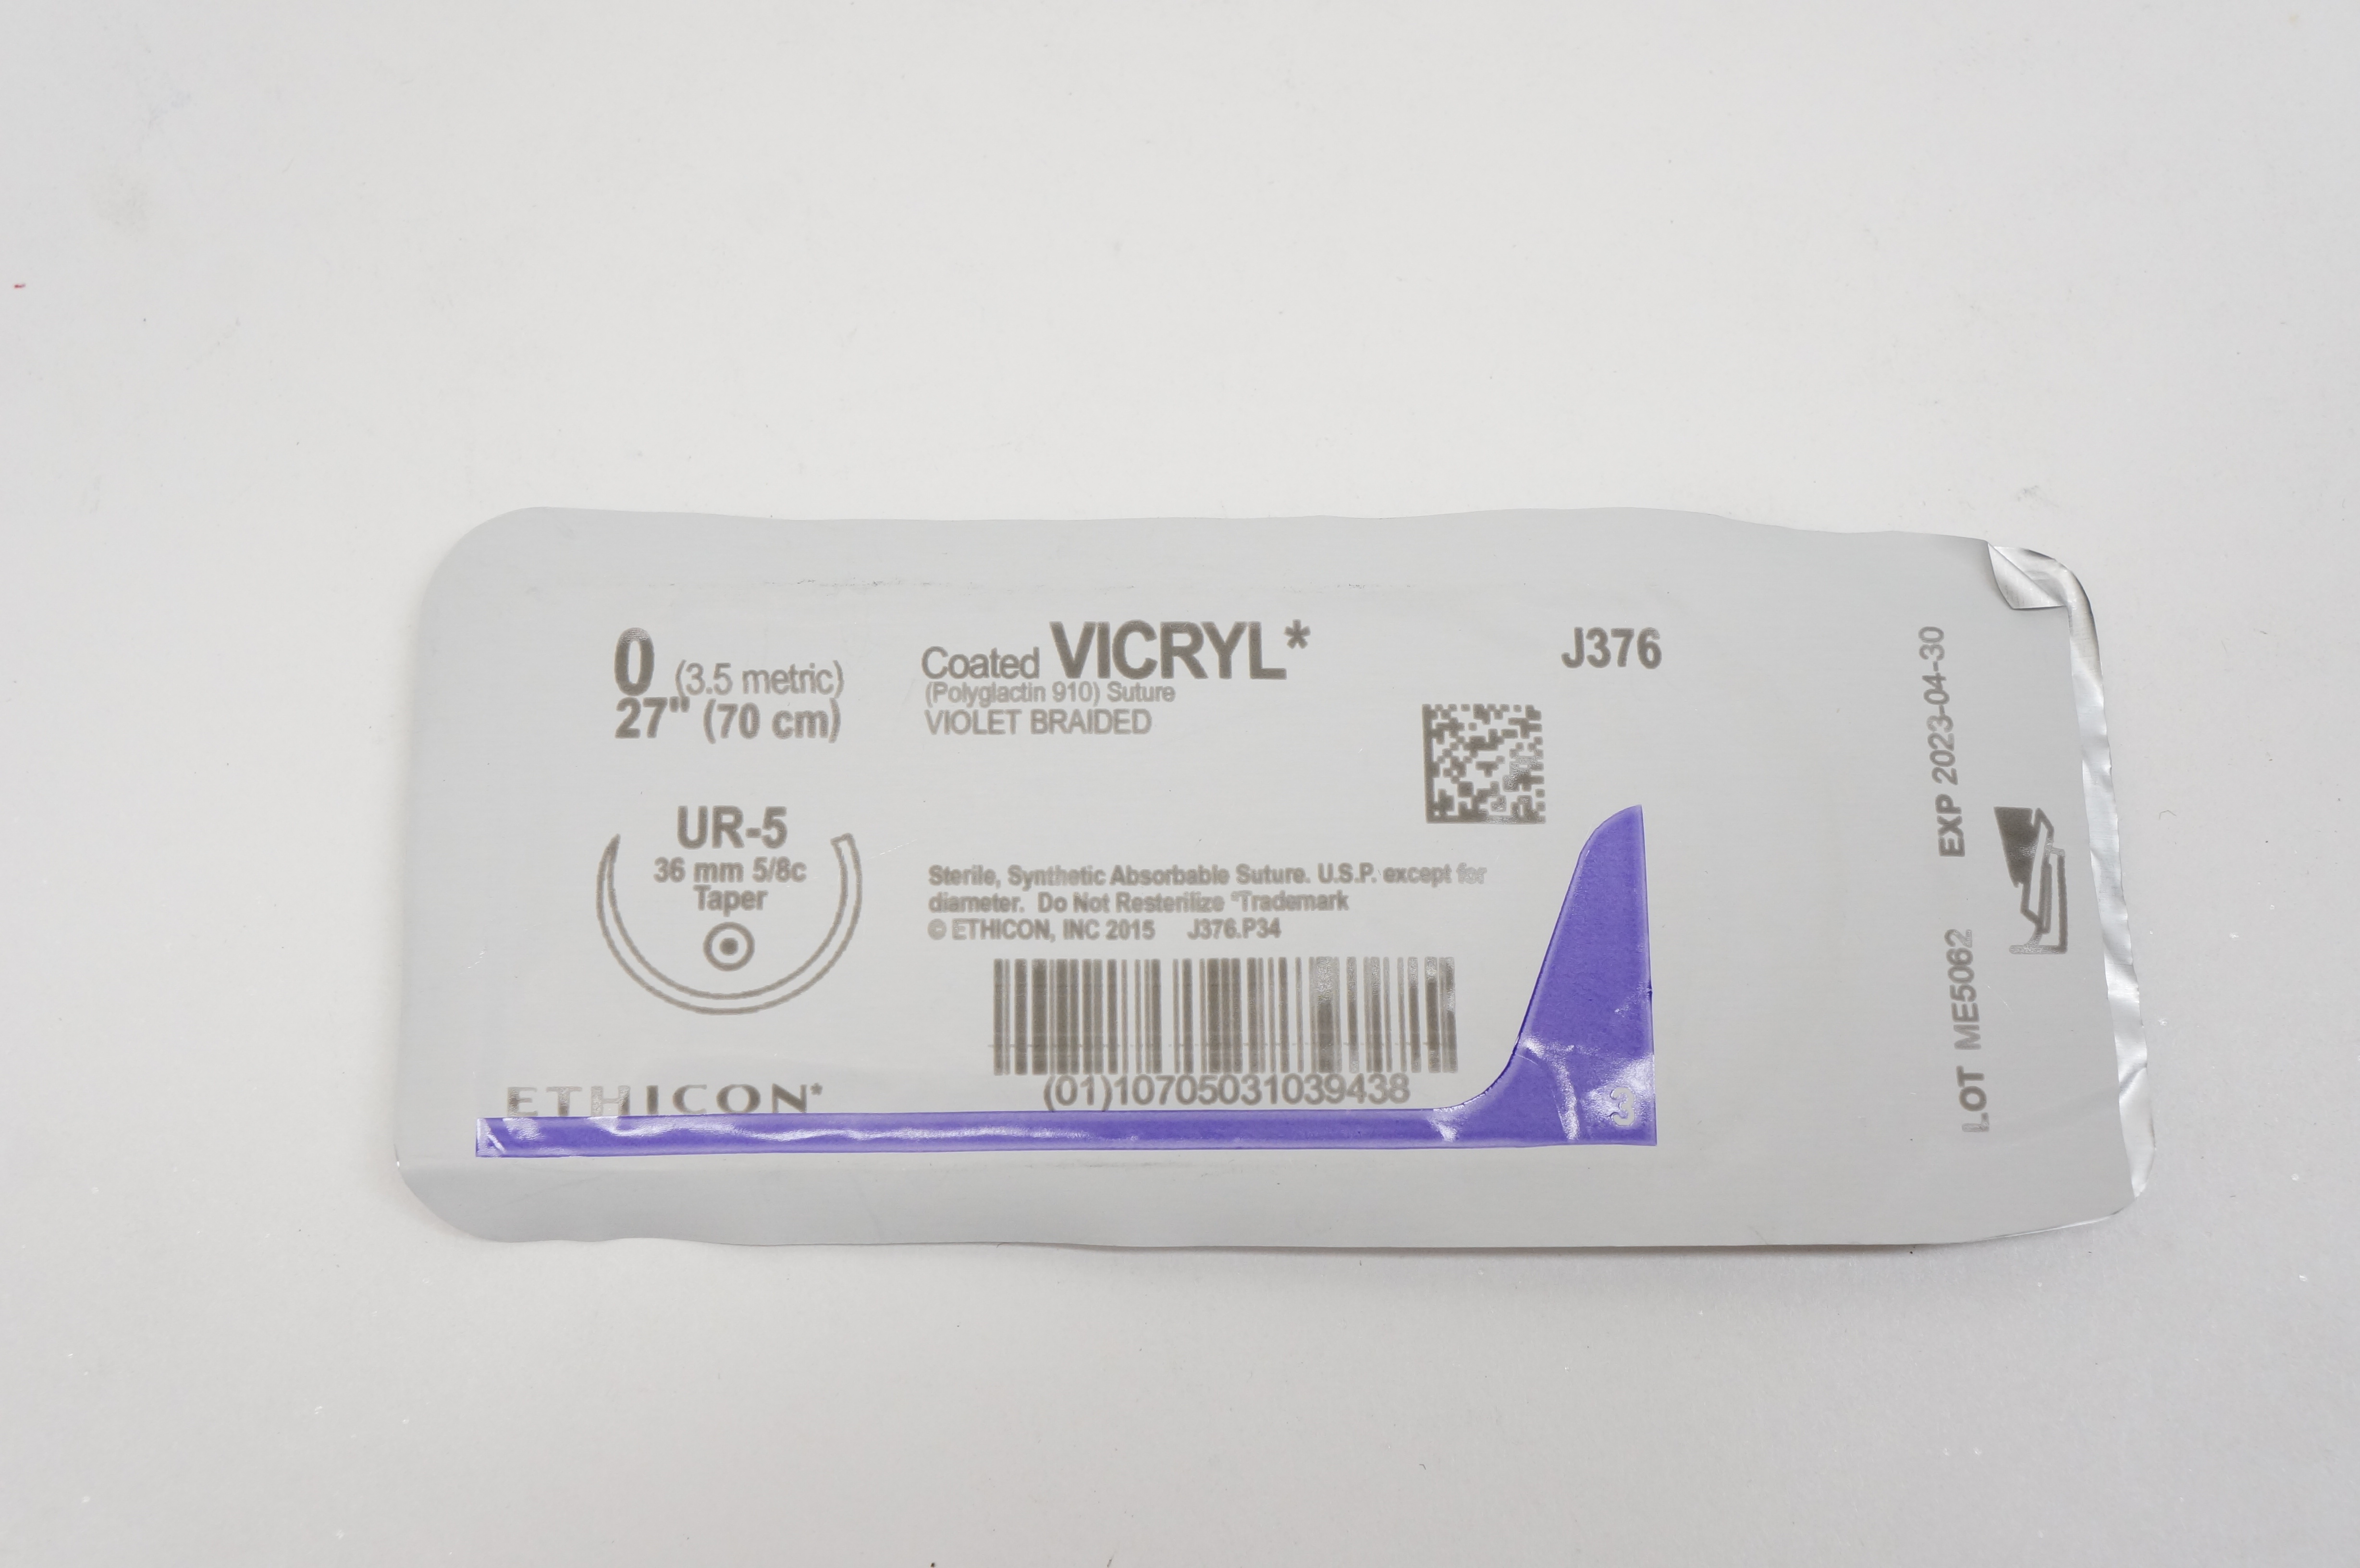 0 (3.5 metric)
27" (70 cm)
Coated VICRYL*
(Polyglactin 910) Suture
VIOLET BRAIDED
J376
UR-5
36 mm 5/8c
Taper
Sterile, Synthetic Absorbable Suture. U.S.P. except for
diameter. Do Not Resterilize *Trademark
© ETHICON, INC 2015 J376.P34
(01)10705031039438
ETHICON*
3
LOT ME5062 EXP 2023-04-30